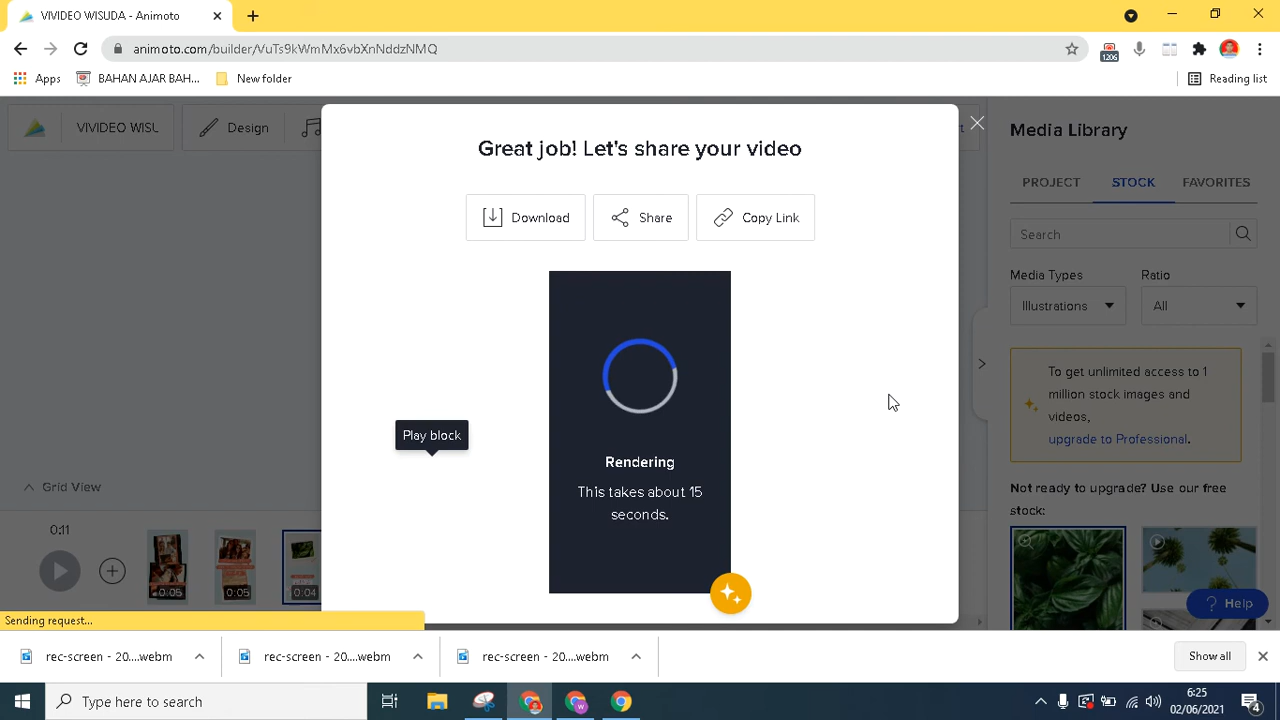 VIVIDEO WISUDA - Animoto
animoto.com/builder/VuTs9kWmMx6vbXnNddzNMQ
1206
Apps
BAHAN AJAR BAH...
New folder
Reading list
VIVIDEO WISU
Design
Great job! Let's share your video
Download
Share
Copy Link
Rendering
This takes about 15
seconds.
Play block
Grid View
0:11
0:05
0:05
0:04
Media Library
PROJECT
STOCK
FAVORITES
Search
Media Types
Ratio
Illustrations
All
To get unlimited access to 1
million stock images and
videos,
upgrade to Professional.
Not ready to upgrade? Use our free
stock:
Help
Sending request...
rec-screen - 20....webm
rec-screen - 20....webm
rec-screen - 20....webm
Show all
Type here to search
6:25
02/06/2021
4